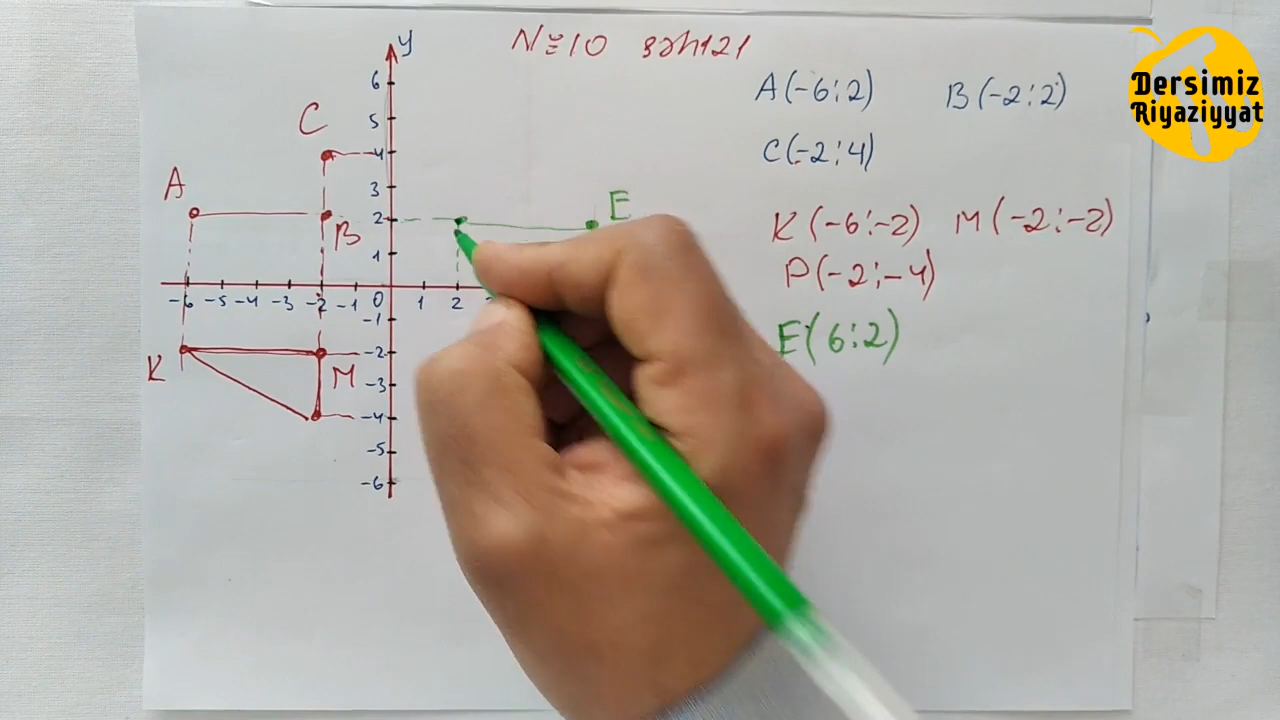 №10 səh121
Dersimiz
Riyaziyyat
A(-6;2) B(-2;2)
C(-2;4)
K(-6;-2) M(-2;-2)
P(-2;-4)
E(6;2)
y
6
5
C
4
3
A
E
2
B
1
-6 -5 -4 -3 -2 -1 0 1 2
-1
-2
K
M
-3
-4
-5
-6